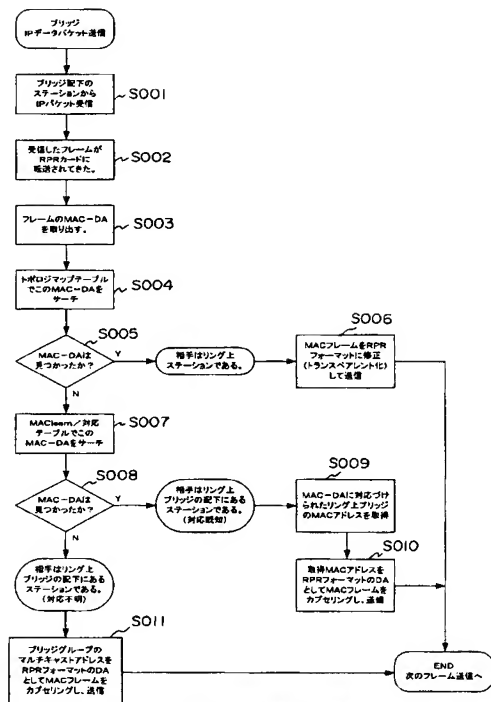 ブリッジ
IPデータパケット送信
ブリッジ配下の
ステーションから
IPパケット受信
S001
受信したフレームが
RPRカードに
転送されてきた。
S002
フレームのMAC-DA
を取り出す。
S003
トポロジマップテーブル
でこのMAC-DAを
サーチ
S004
S005
MAC-DAは
見つかったか?
Y
N
相手はリング上
ステーションである。
S006
MACフレームをRPR
フォーマットに修正
(トランスペアレント化)
して送信
S007
MAClearn/対応
テーブルでこの
MAC-DAをサーチ
S008
MAC-DAは
見つかったか?
Y
N
相手はリング上
ブリッジの配下にある
ステーションである。
(対応既知)
S009
MAC-DAに対応づけ
られたリング上ブリッジ
のMACアドレスを取得
S010
取得MACアドレスを
RPRフォーマットのDA
としてMACフレームを
カプセリングし、送信
相手はリング上
ブリッジの配下にある
ステーションである。
(対応不明)
S011
ブリッジグループの
マルチキャストアドレスを
RPRフォーマットのDA
としてMACフレームを
カプセリングし、送信
END
次のフレーム送信へ